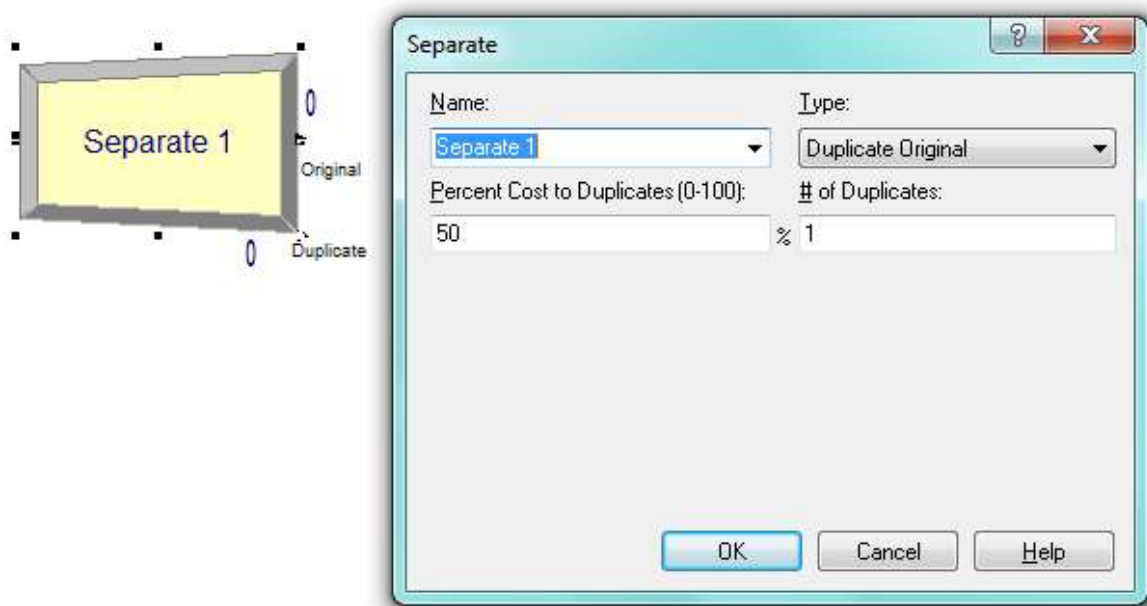 Separate 1
0
Original
0
Duplicate
Separate
?
X
Name:
Type:
Separate 1
Duplicate Original
Percent Cost to Duplicates (0-100):
# of Duplicates:
50
%
1
OK
Cancel
Help